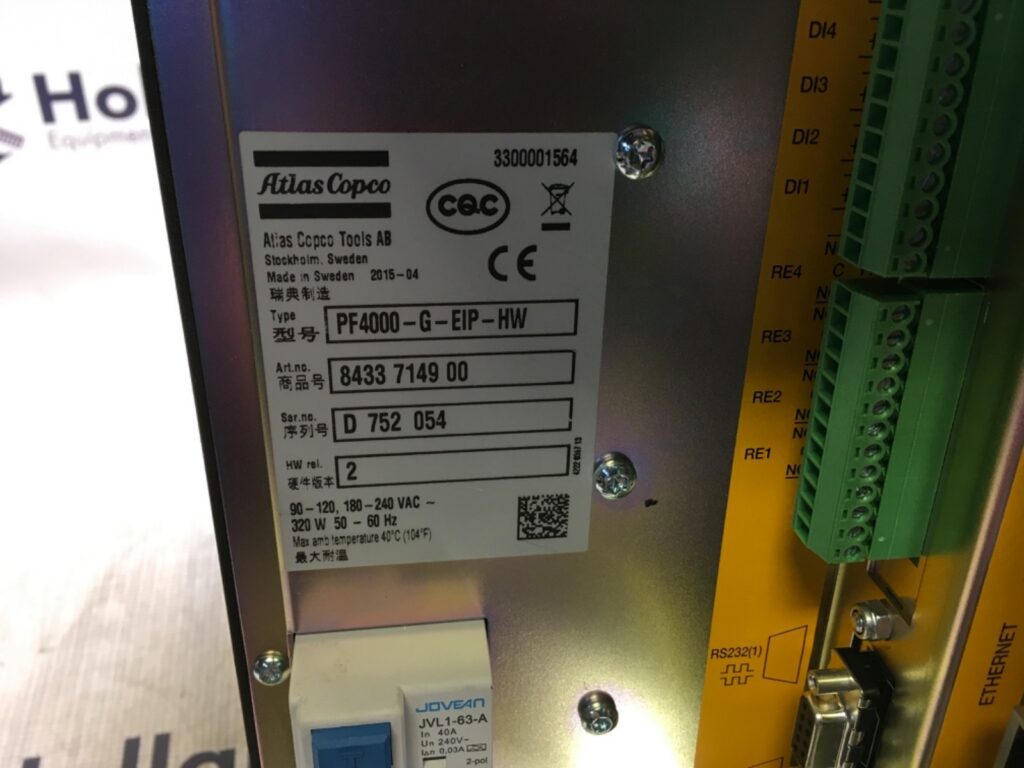 Ho
Equipmen
3300001564
Atlas Copco
CQC
CE
Atlas Copco Tools AB
Stockholm, Sweden
Made in Sweden 2015-04
瑞典制造
Type
型号
PF4000-G-EIP-HW
Art.no.
商品号
8433 7149 00
Ser.no.
序列号
D 752 054
HW rel.
硬件版本
2
90-120, 180-240 VAC ~
320 W 50 - 60 Hz
Max amb temperature 40°C (104°F)
最大耐温
JOVEAN
JVL1-63-A
In 40A
Un 240V~
I∆n 0,03A
2-pol
I
DI4
DI3
DI2
DI1
RE4
C
RE3
RE2
RE1
RS232(1)
ETHERNET